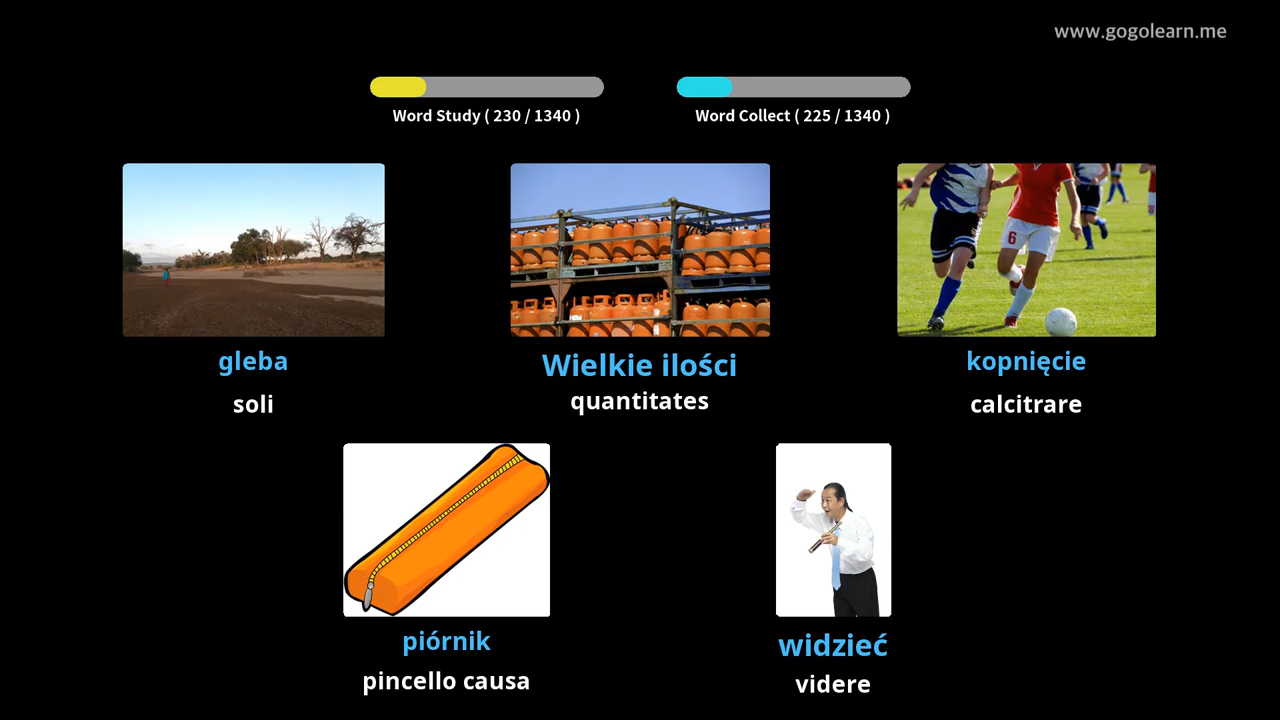 www.gogolearn.me
Word Study ( 230 / 1340 )
Word Collect ( 225 / 1340 )
gleba
soli
Wielkie ilości
quantitates
kopnięcie
calcitrare
6
piórnik
pincello causa
widzieć
videre